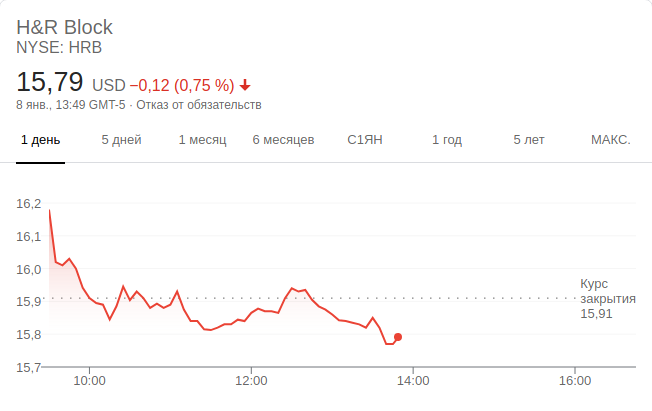 H&R Block
NYSE: HRB
15,79 USD −0,12 (0,75 %)
8 янв., 13:49 GMT-5 · Отказ от обязательств
1 день 5 дней 1 месяц 6 месяцев С1ЯН 1 год 5 лет МАКС.
16,2
16,1
16,0
15,9
15,8
15,7
Курс
закрытия
15,91
10:00 12:00 14:00 16:00